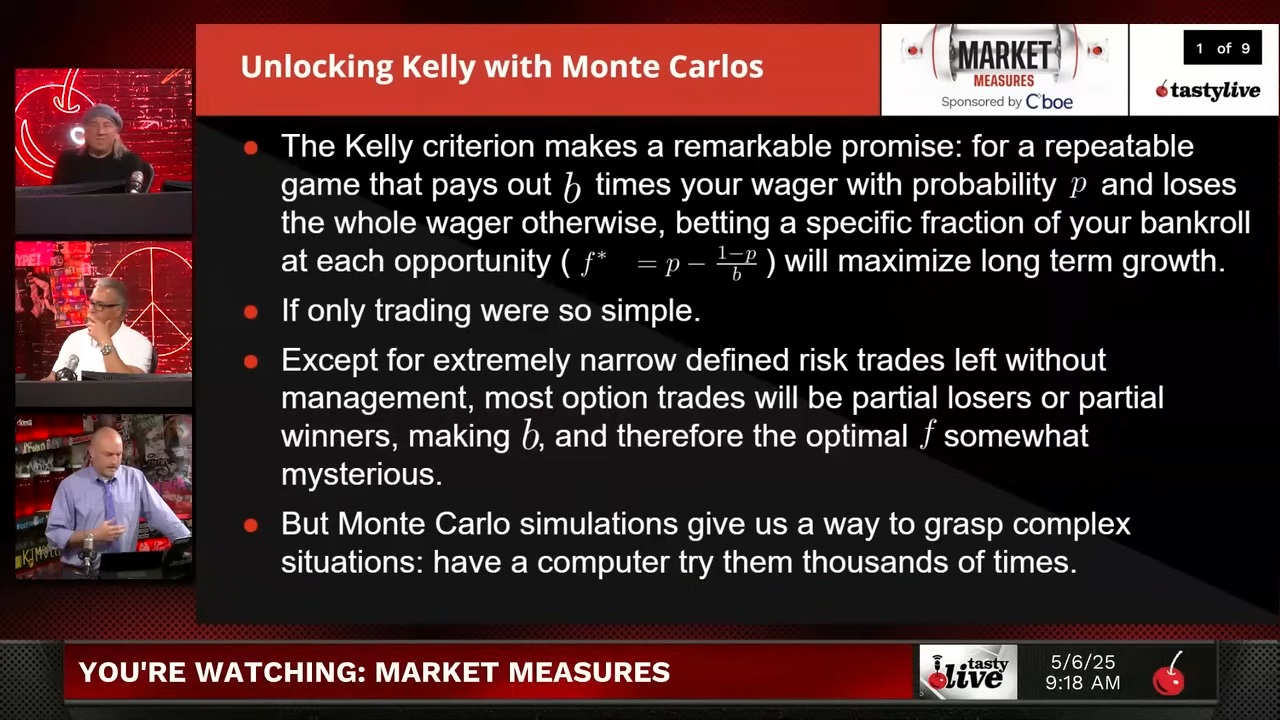 Unlocking Kelly with Monte Carlos
MARKET
MEASURES
Sponsored by Cboe
1 of 9
tastylive
• The Kelly criterion makes a remarkable promise: for a repeatable
game that pays out b times your wager with probability p and loses
the whole wager otherwise, betting a specific fraction of your bankroll
at each opportunity ( f* = p − (1−p)/b ) will maximize long term growth.
• If only trading were so simple.
• Except for extremely narrow defined risk trades left without
management, most option trades will be partial losers or partial
winners, making b, and therefore the optimal f somewhat
mysterious.
• But Monte Carlo simulations give us a way to grasp complex
situations: have a computer try them thousands of times.
YOU'RE WATCHING: MARKET MEASURES
tasty
live
5/6/25
9:18 AM